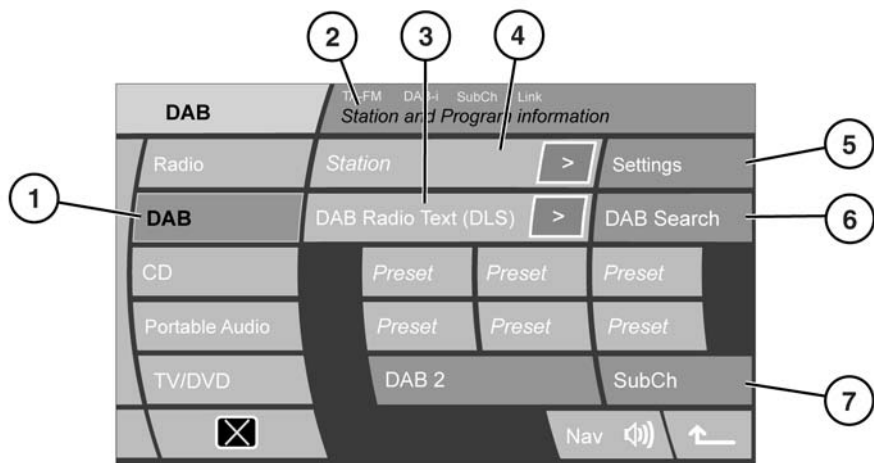 2 3 4
DAB TA-FM DAB-i SubCh Link
Station and Program information
Radio Station > Settings 5
1 DAB DAB Radio Text (DLS) > DAB Search 6
CD Preset Preset Preset
Portable Audio Preset Preset Preset
TV/DVD DAB 2 SubCh 7
Nav